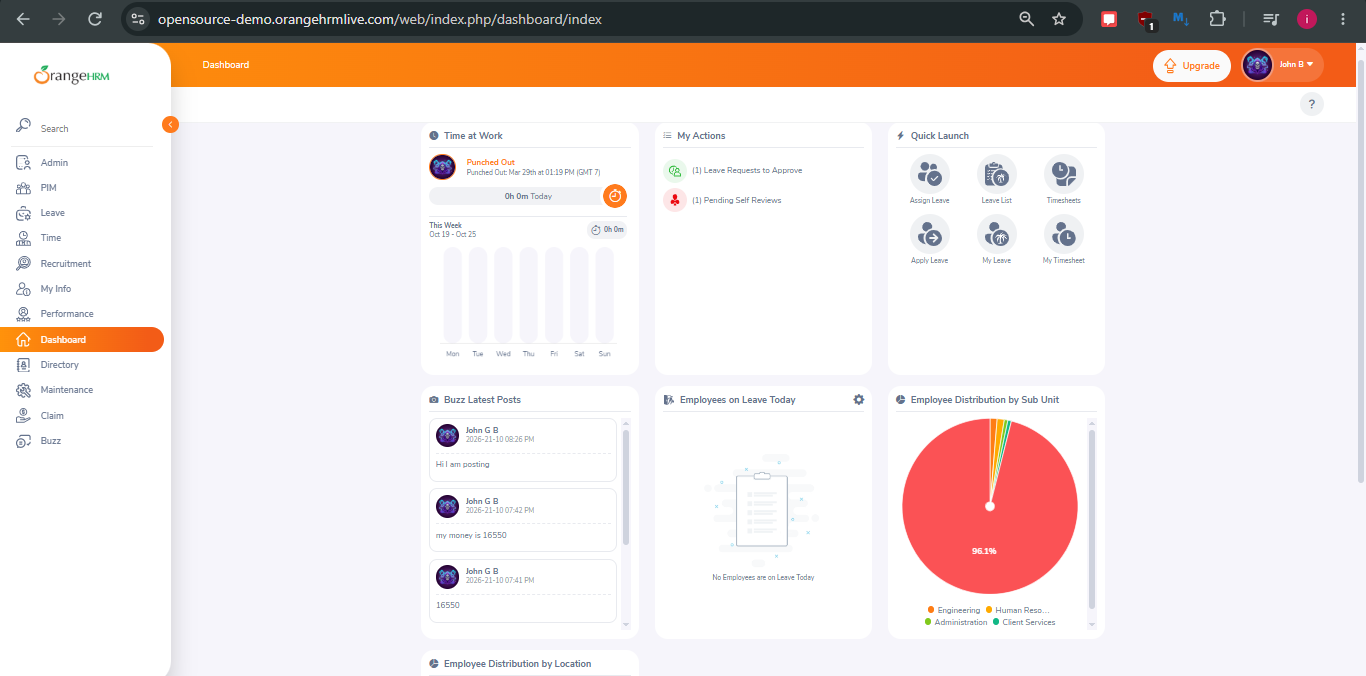 opensource-demo.orangehrmlive.com/web/index.php/dashboard/index
1
M
i
OrangeHRM
Dashboard
Upgrade
John B
?
Search
Admin
PIM
Leave
Time
Recruitment
My Info
Performance
Dashboard
Directory
Maintenance
Claim
Buzz
Time at Work
Punched Out
Punched Out: Mar 29th at 01:19 PM (GMT 7)
0h 0m Today
This Week
Oct 19 - Oct 25
0h 0m
Mon Tue Wed Thu Fri Sat Sun
My Actions
(1) Leave Requests to Approve
(1) Pending Self Reviews
Quick Launch
Assign Leave
Leave List
Timesheets
Apply Leave
My Leave
My Timesheet
Buzz Latest Posts
John G B
2026-21-10 08:26 PM
Hi I am posting
John G B
2026-21-10 07:42 PM
my money is 16550
John G B
2026-21-10 07:41 PM
16550
Employees on Leave Today
No Employees are on Leave Today
Employee Distribution by Sub Unit
96.1%
Engineering Human Reso...
Administration Client Services
Employee Distribution by Location